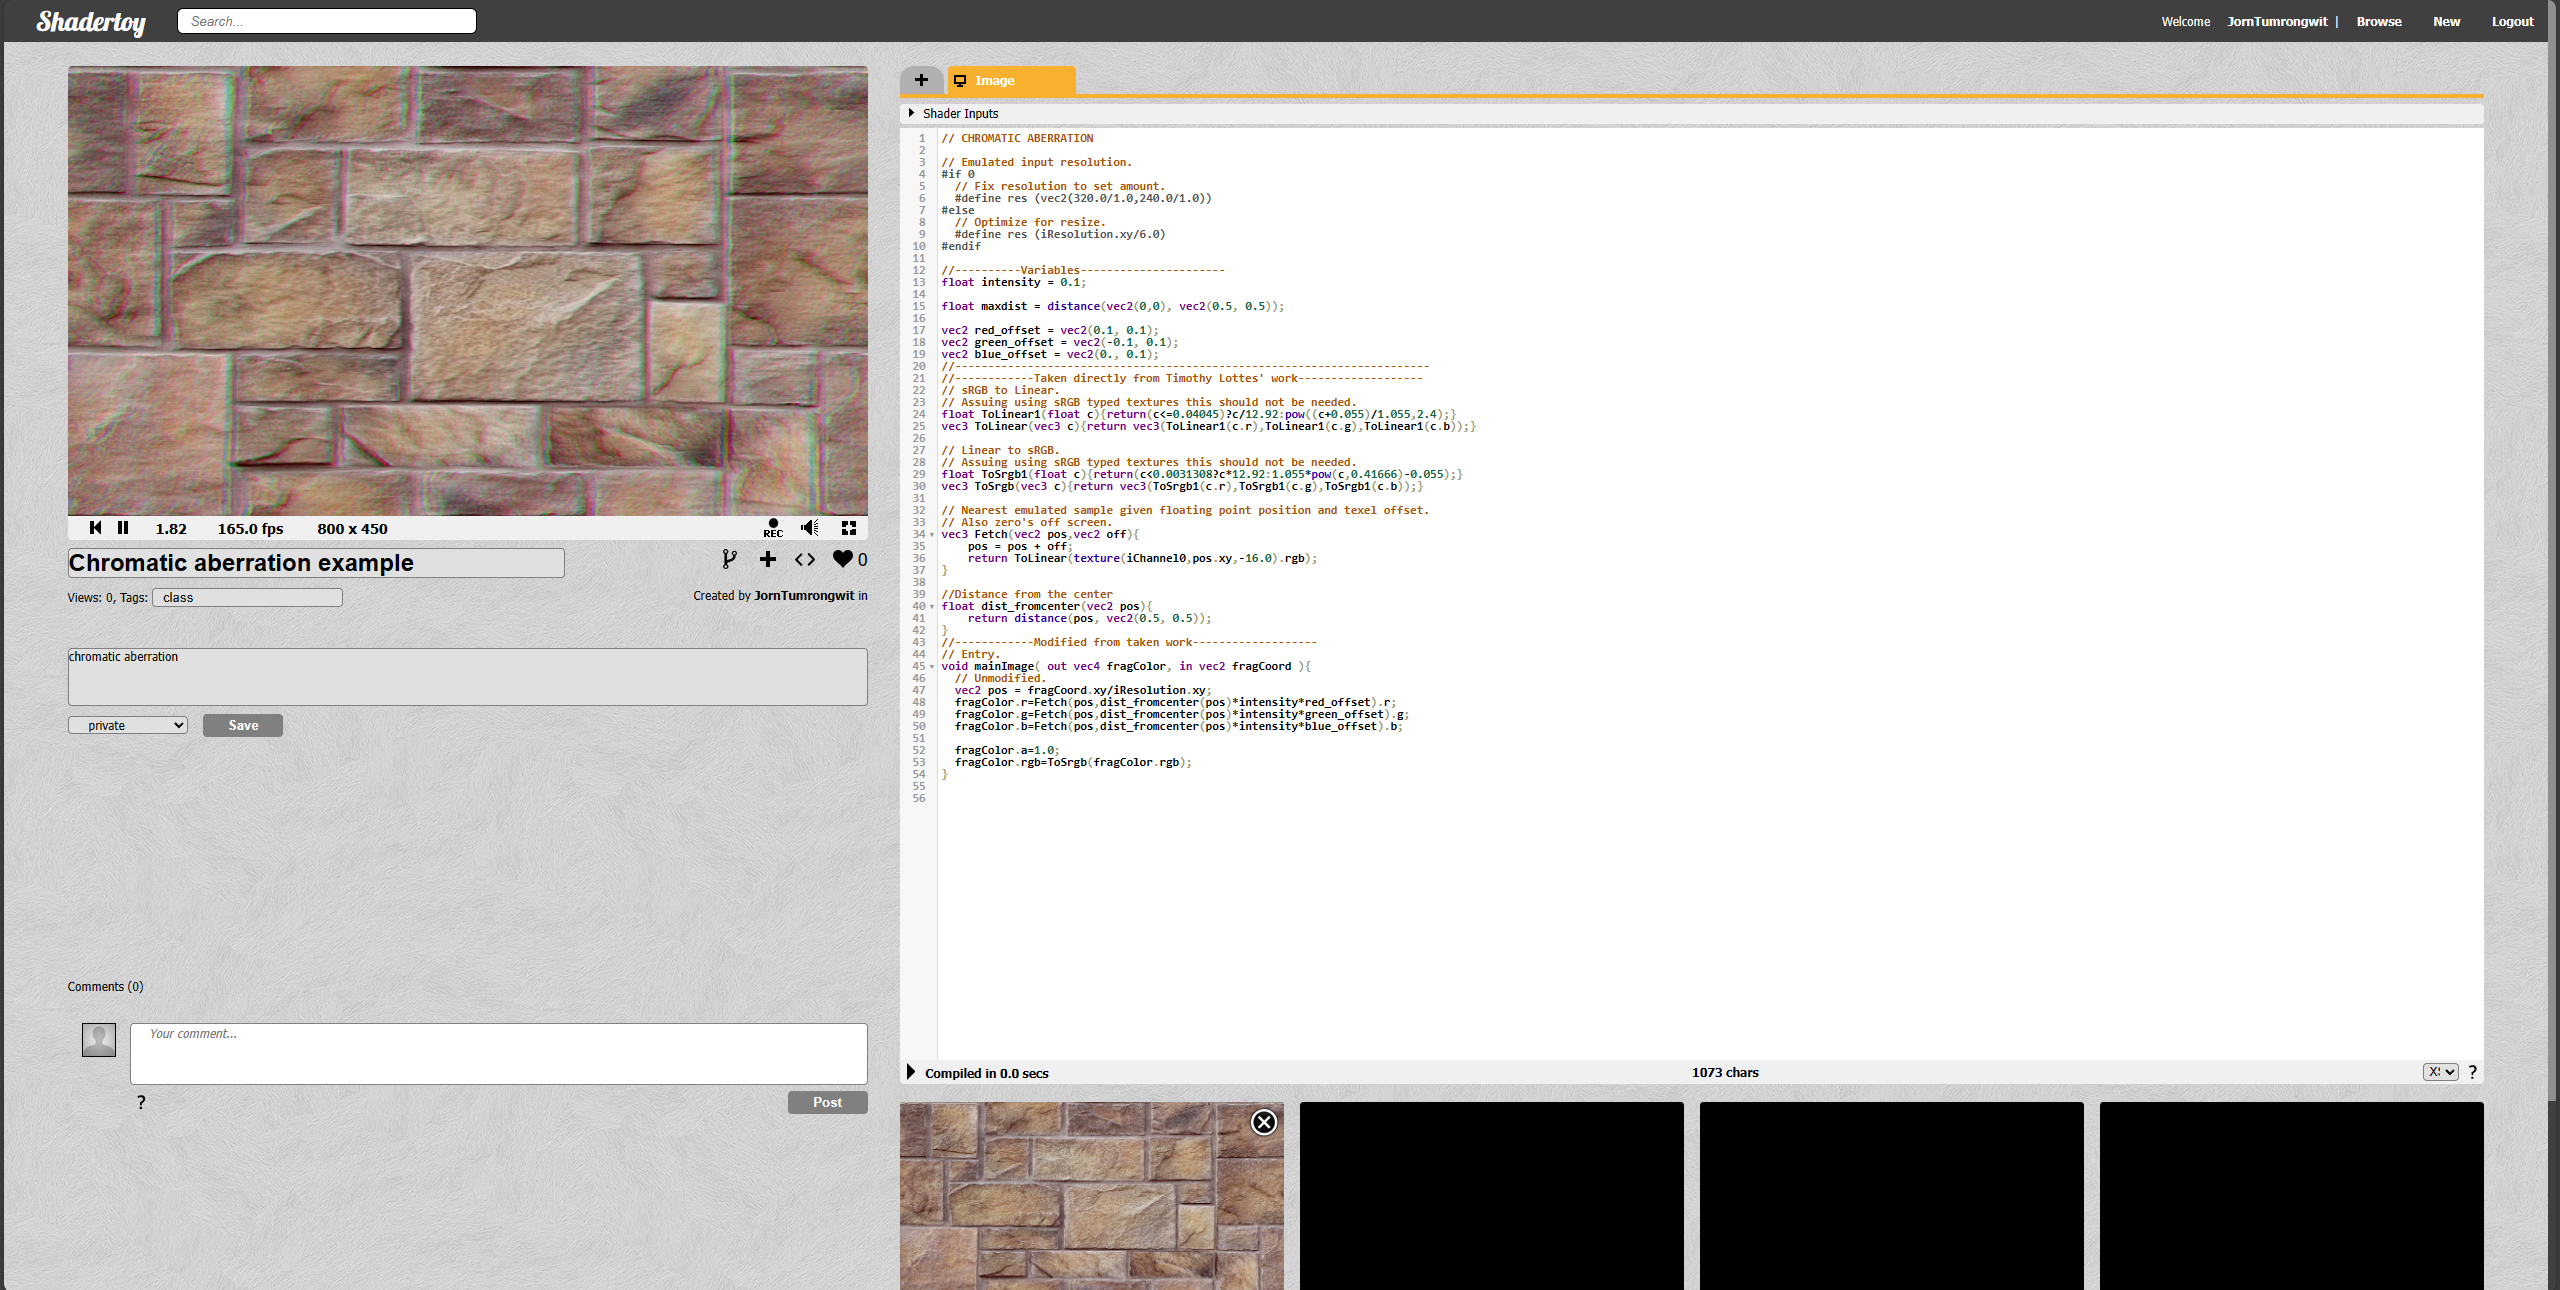 Shadertoy
Search...
Welcome JornTumrongwit | Browse New Logout
1.82 165.0 fps 800 x 450
REC
Chromatic aberration example
0
Views: 0, Tags: class
Created by JornTumrongwit in
chromatic aberration
private
Save
Comments (0)
Your comment...
?
Post
+ Image
Shader Inputs
1 // CHROMATIC ABERRATION
2
3 // Emulated input resolution.
4 #if 0
5 // Fix resolution to set amount.
6 #define res (vec2(320.0/1.0,240.0/1.0))
7 #else
8 // Optimize for resize.
9 #define res (iResolution.xy/6.0)
10 #endif
11
12 //----------Variables----------------------
13 float intensity = 0.1;
14
15 float maxdist = distance(vec2(0,0), vec2(0.5, 0.5));
16
17 vec2 red_offset = vec2(0.1, 0.1);
18 vec2 green_offset = vec2(-0.1, 0.1);
19 vec2 blue_offset = vec2(0., 0.1);
20 //------------------------------------------------------------------------
21 //------------Taken directly from Timothy Lottes' work-------------------
22 // sRGB to Linear.
23 // Assuing using sRGB typed textures this should not be needed.
24 float ToLinear1(float c){return(c<=0.04045)?c/12.92:pow((c+0.055)/1.055,2.4);}
25 vec3 ToLinear(vec3 c){return vec3(ToLinear1(c.r),ToLinear1(c.g),ToLinear1(c.b));}
26
27 // Linear to sRGB.
28 // Assuing using sRGB typed textures this should not be needed.
29 float ToSrgb1(float c){return(c<0.0031308?c*12.92:1.055*pow(c,0.41666)-0.055);}
30 vec3 ToSrgb(vec3 c){return vec3(ToSrgb1(c.r),ToSrgb1(c.g),ToSrgb1(c.b));}
31
32 // Nearest emulated sample given floating point position and texel offset.
33 // Also zero's off screen.
34 vec3 Fetch(vec2 pos,vec2 off){
35 pos = pos + off;
36 return ToLinear(texture(iChannel0,pos.xy,-16.0).rgb);
37 }
38
39 //Distance from the center
40 float dist_fromcenter(vec2 pos){
41 return distance(pos, vec2(0.5, 0.5));
42 }
43 //------------Modified from taken work-------------------
44 // Entry.
45 void mainImage( out vec4 fragColor, in vec2 fragCoord ){
46 // Unmodified.
47 vec2 pos = fragCoord.xy/iResolution.xy;
48 fragColor.r=Fetch(pos,dist_fromcenter(pos)*intensity*red_offset).r;
49 fragColor.g=Fetch(pos,dist_fromcenter(pos)*intensity*green_offset).g;
50 fragColor.b=Fetch(pos,dist_fromcenter(pos)*intensity*blue_offset).b;
51
52 fragColor.a=1.0;
53 fragColor.rgb=ToSrgb(fragColor.rgb);
54 }
55
56
Compiled in 0.0 secs 1073 chars ?